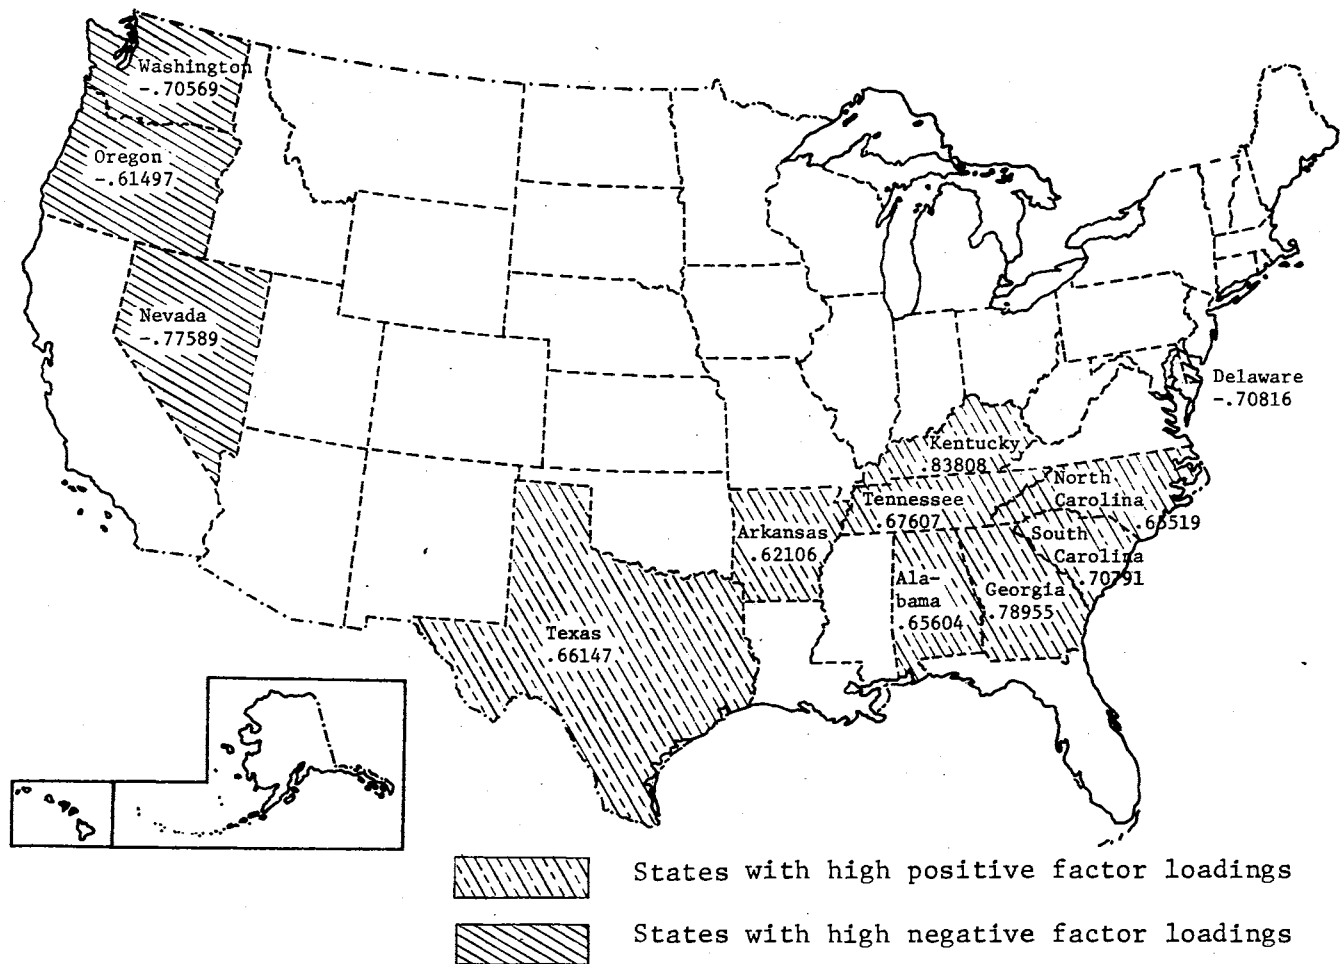 Washington
-.70569
Oregon
-.61497
Nevada
-.77589
Delaware
-.70816
Kentucky
.83808
Tennessee
.67607
North
Carolina
.65519
Arkansas
.62106
South
Carolina
.70791
Ala-
bama
.65604
Georgia
.78955
Texas
.66147
States with high positive factor loadings
States with high negative factor loadings